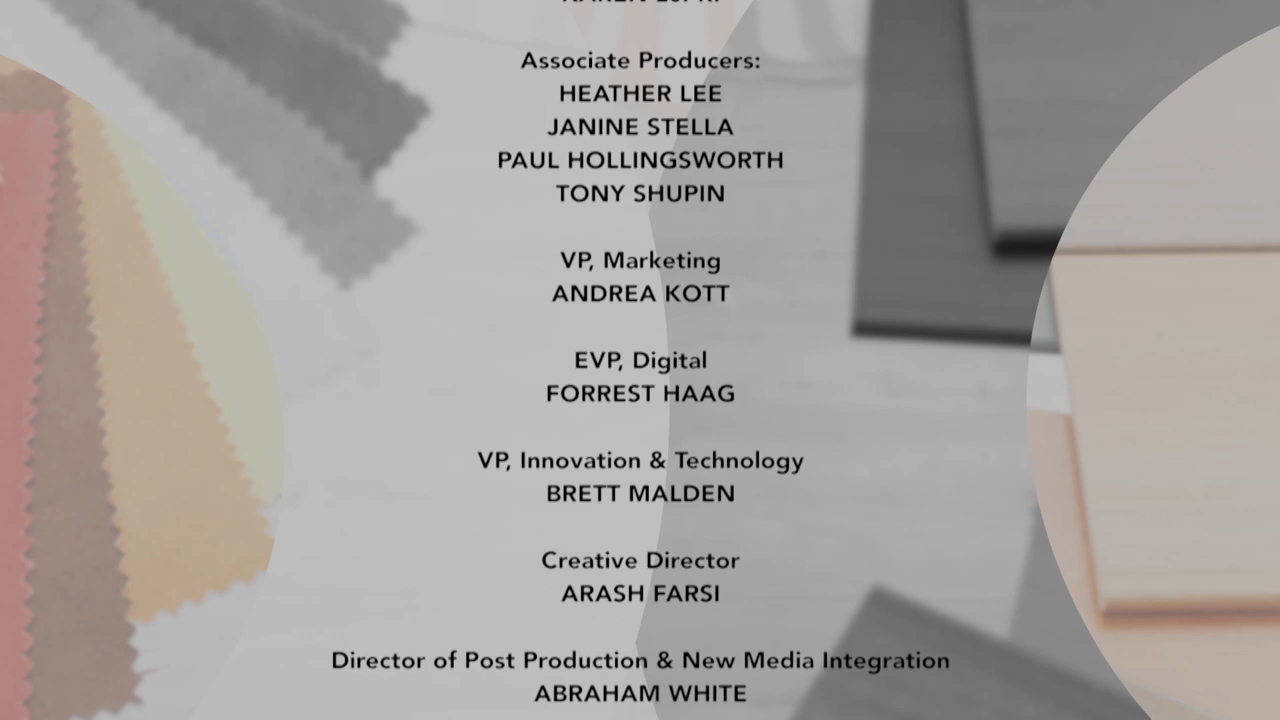 Associate Producers:
HEATHER LEE
JANINE STELLA
PAUL HOLLINGSWORTH
TONY SHUPIN
VP, Marketing
ANDREA KOTT
EVP, Digital
FORREST HAAG
VP, Innovation & Technology
BRETT MALDEN
Creative Director
ARASH FARSI
Director of Post Production & New Media Integration
ABRAHAM WHITE